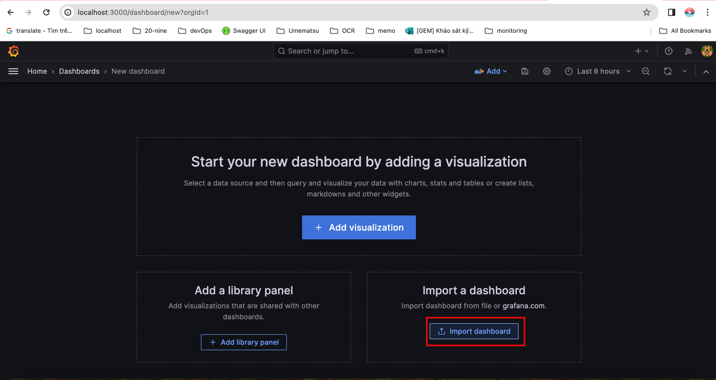 localhost:3000/dashboard/new?orgId=1
translate - Tìm trê... localhost 20-nine devOps Swagger UI Umematsu OCR memo [GEM] Khảo sát kỹ... monitoring All Bookmarks
Search or jump to... cmd+k
Home › Dashboards › New dashboard Add Last 6 hours
Start your new dashboard by adding a visualization
Select a data source and then query and visualize your data with charts, stats and tables or create lists,
markdowns and other widgets.
+ Add visualization
Add a library panel
Add visualizations that are shared with other
dashboards.
+ Add library panel
Import a dashboard
Import dashboard from file or grafana.com.
Import dashboard